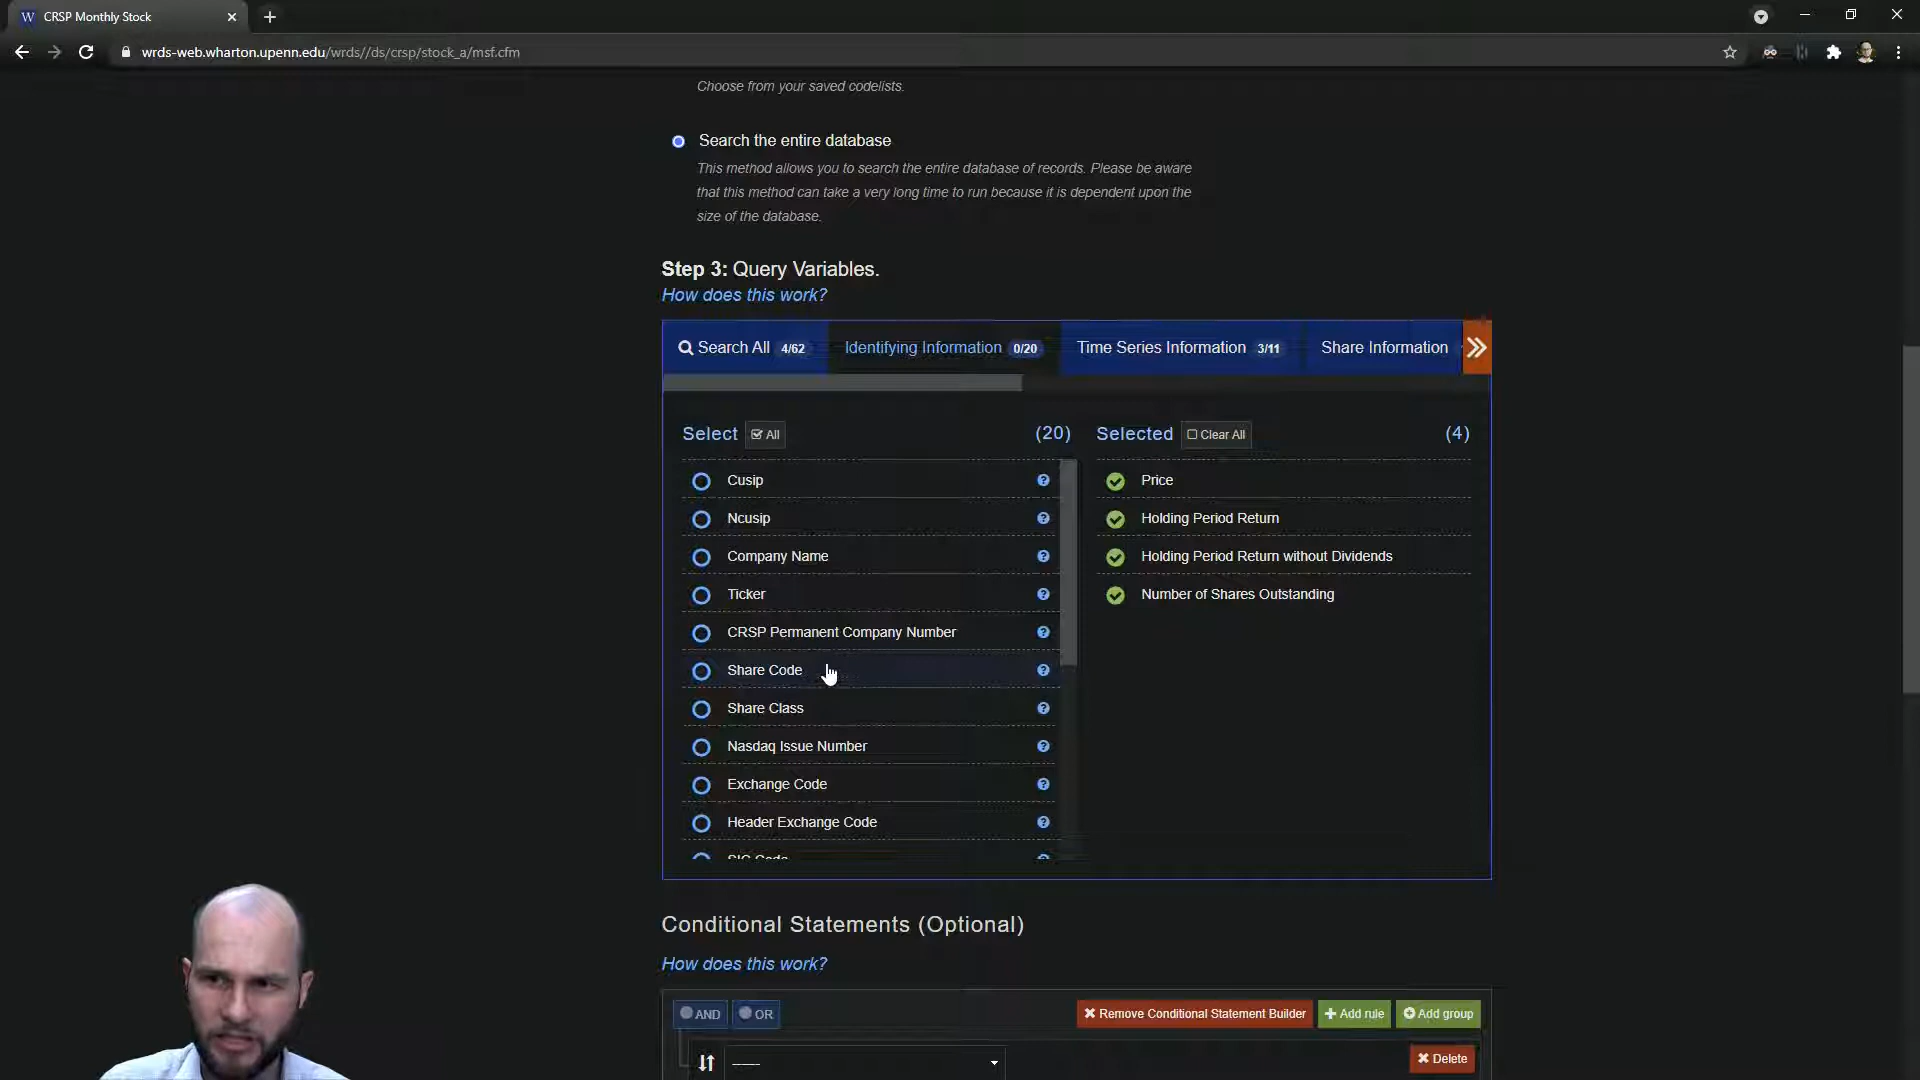 CRSP Monthly Stock
wrds-web.wharton.upenn.edu/wrds//ds/crsp/stock_a/msf.cfm
Choose from your saved codelists.
Search the entire database
This method allows you to search the entire database of records. Please be aware
that this method can take a very long time to run because it is dependent upon the
size of the database.
Step 3: Query Variables.
How does this work?
Search All 4/62
Identifying Information 0/20
Time Series Information 3/11
Share Information
Select All (20)
Selected Clear All (4)
Cusip
Ncusip
Company Name
Ticker
CRSP Permanent Company Number
Share Code
Share Class
Nasdaq Issue Number
Exchange Code
Header Exchange Code
SIC Code
Price
Holding Period Return
Holding Period Return without Dividends
Number of Shares Outstanding
Conditional Statements (Optional)
How does this work?
AND OR Remove Conditional Statement Builder Add rule Add group
------ Delete